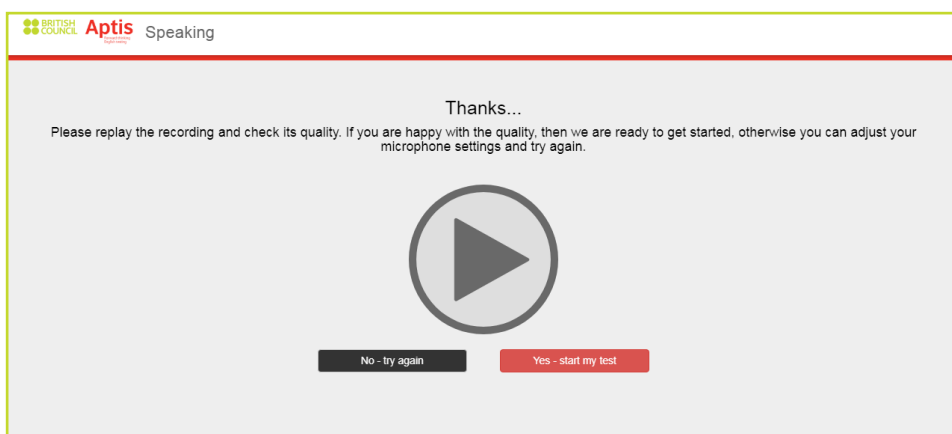 BRITISH
COUNCIL
Aptis
Speaking
Thanks...
Please replay the recording and check its quality. If you are happy with the quality, then we are ready to get started, otherwise you can adjust your
microphone settings and try again.
No - try again
Yes - start my test